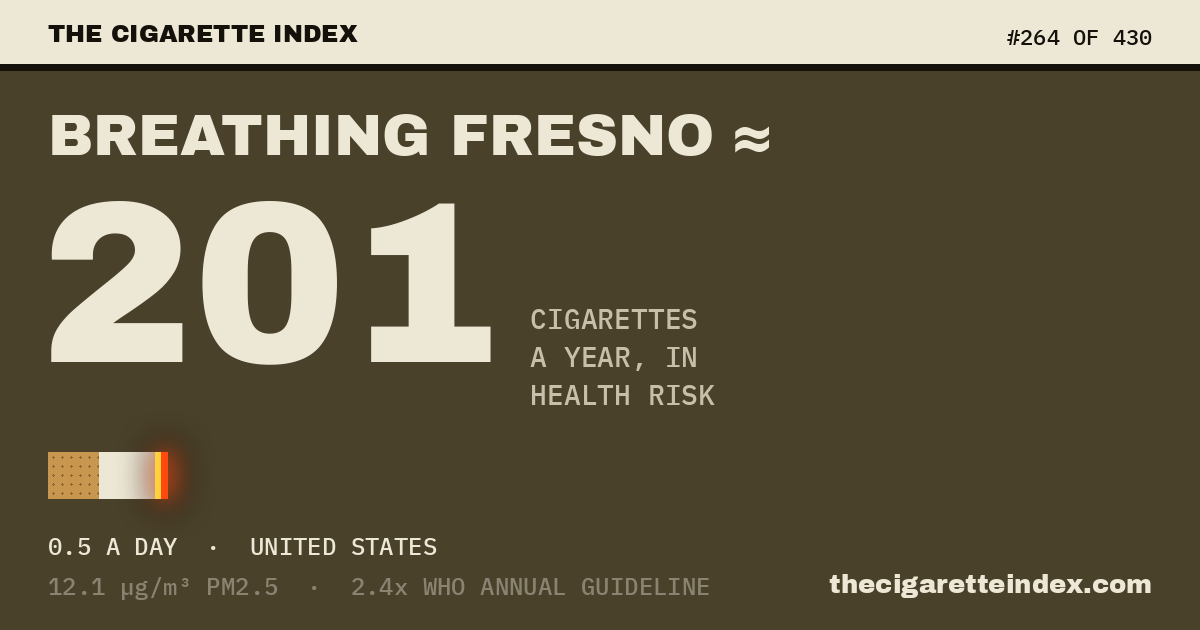 THE CIGARETTE INDEX
#264 OF 430
BREATHING FRESNO ≈
201
CIGARETTES
A YEAR, IN
HEALTH RISK
0.5 A DAY · UNITED STATES
12.1 µg/m³ PM2.5 · 2.4x WHO ANNUAL GUIDELINE
thecigaretteindex.com